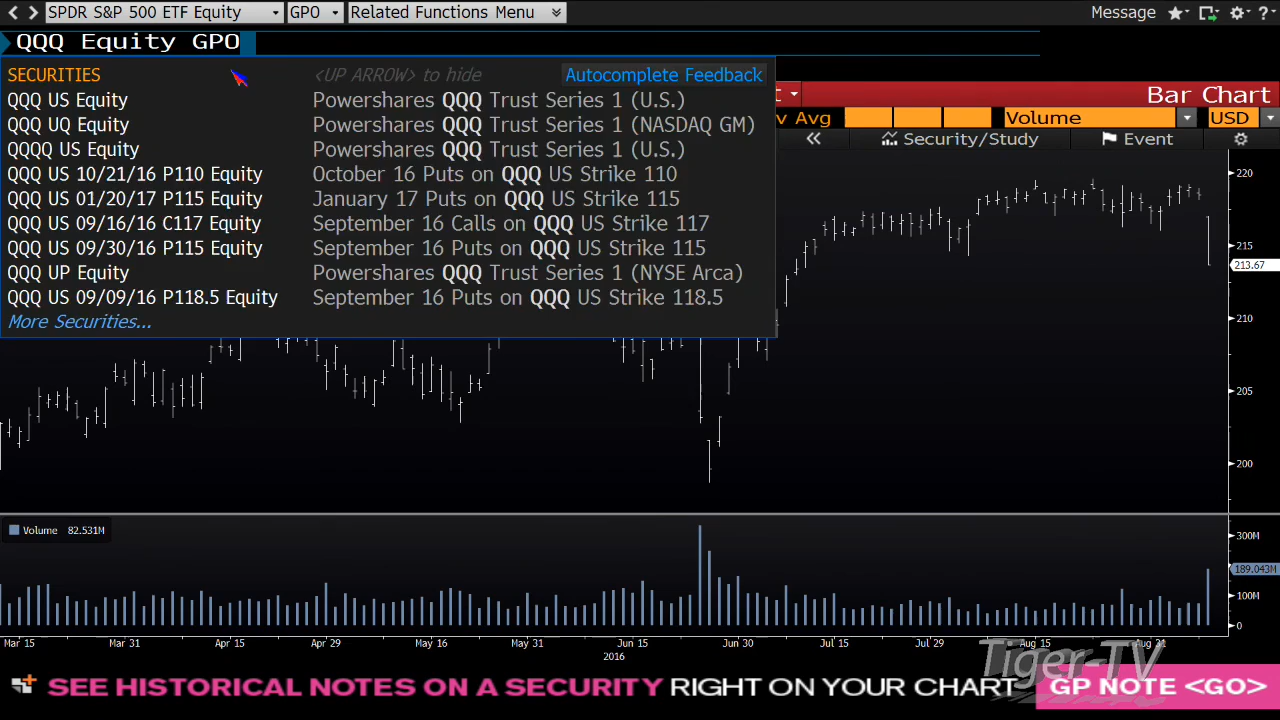 SPDR S&P 500 ETF Equity GPO Related Functions Menu Message ?
QQQ Equity GPO
SECURITIES <UP ARROW> to hide Autocomplete Feedback
QQQ US Equity Powershares QQQ Trust Series 1 (U.S.)
QQQ UQ Equity Powershares QQQ Trust Series 1 (NASDAQ GM)
QQQQ US Equity Powershares QQQ Trust Series 1 (U.S.)
QQQ US 10/21/16 P110 Equity October 16 Puts on QQQ US Strike 110
QQQ US 01/20/17 P115 Equity January 17 Puts on QQQ US Strike 115
QQQ US 09/16/16 C117 Equity September 16 Calls on QQQ US Strike 117
QQQ US 09/30/16 P115 Equity September 16 Puts on QQQ US Strike 115
QQQ UP Equity Powershares QQQ Trust Series 1 (NYSE Arca)
QQQ US 09/09/16 P118.5 Equity September 16 Puts on QQQ US Strike 118.5
More Securities...
t Bar Chart
v Avg Volume USD
« Security/Study Event
220
215
213.67
210
205
200
Volume 82.531M
300M
189.043M
100M
0
Mar 15 Mar 31 Apr 15 Apr 29 May 16 May 31 Jun 15 Jun 30 Jul 15 Jul 29 Aug 15 Aug 31
2016
Tiger-TV
SEE HISTORICAL NOTES ON A SECURITY RIGHT ON YOUR CHART GP NOTE <GO>